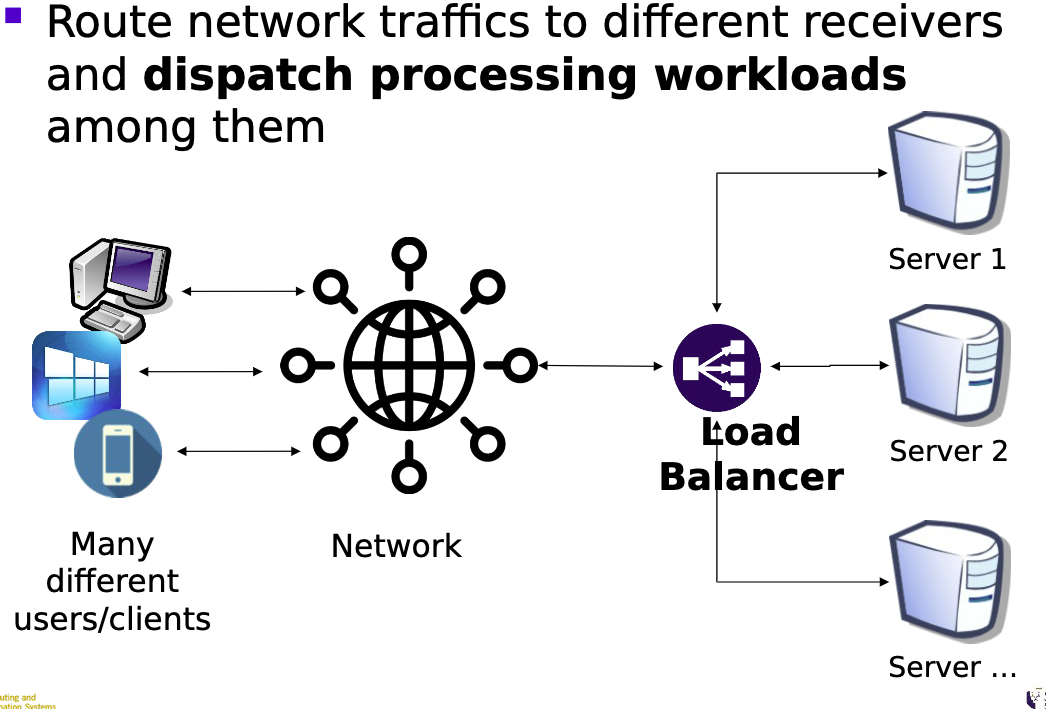 Route network traffics to different receivers
and dispatch processing workloads
among them
Server 1
Load
Balancer
Server 2
Many
different
users/clients
Network
Server ...
uting and
nation Systems